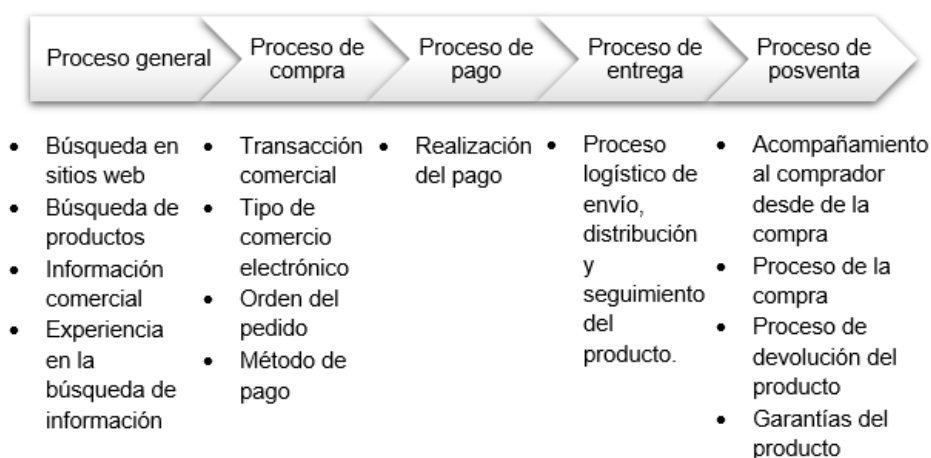 Proceso general
Proceso de
compra
Proceso de
pago
Proceso de
entrega
Proceso de
posventa
• Búsqueda en
sitios web
• Búsqueda de
productos
• Información
comercial
• Experiencia
en la
búsqueda de
información
• Transacción
comercial
• Tipo de
comercio
electrónico
• Orden del
pedido
• Método de
pago
• Realización
del pago
• Proceso
logístico de
envío,
distribución
y
seguimiento
del
producto.
• Acompañamiento
al comprador
desde de la
compra
• Proceso de la
compra
• Proceso de
devolución del
producto
• Garantías del
producto